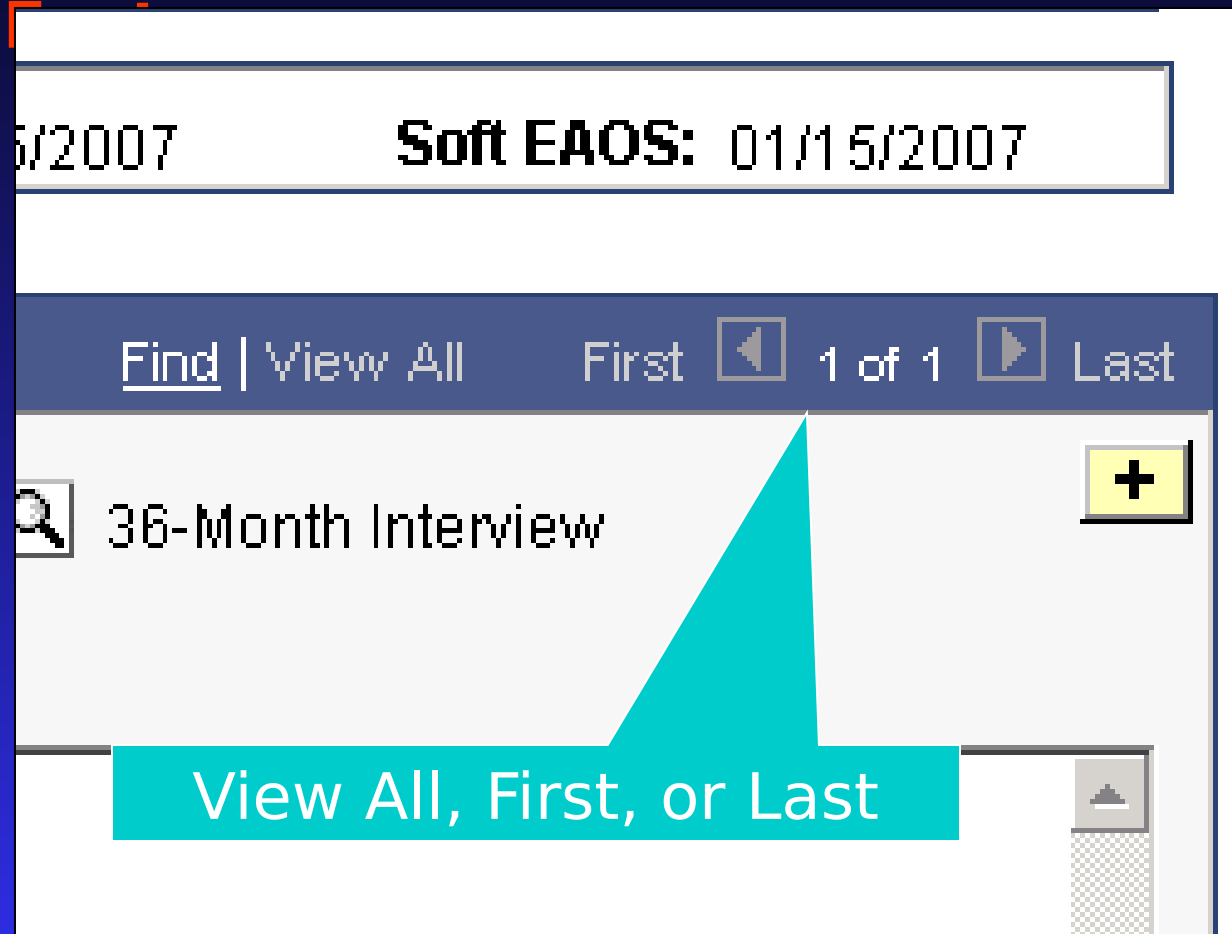 5/2007 Soft EAOS: 01/15/2007
Find | View All First 1 of 1 Last
+
36-Month Interview
View All, First, or Last